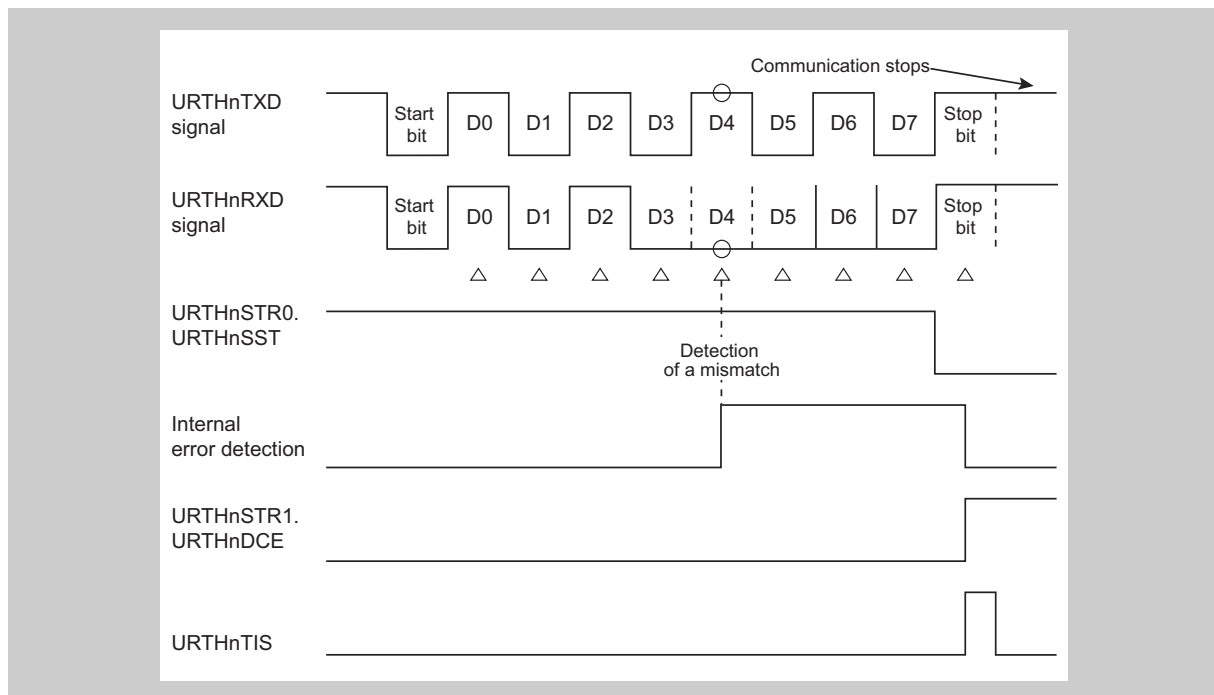 Communication stops
URTHnTXD
signal
Start
bit
D0
D1
D2
D3
D4
D5
D6
D7
Stop
bit
URTHnRXD
signal
Start
bit
D0
D1
D2
D3
D4
D5
D6
D7
Stop
bit
URTHnSTR0.
URTHnSST
Detection
of a mismatch
Internal
error detection
URTHnSTR1.
URTHnDCE
URTHnTIS